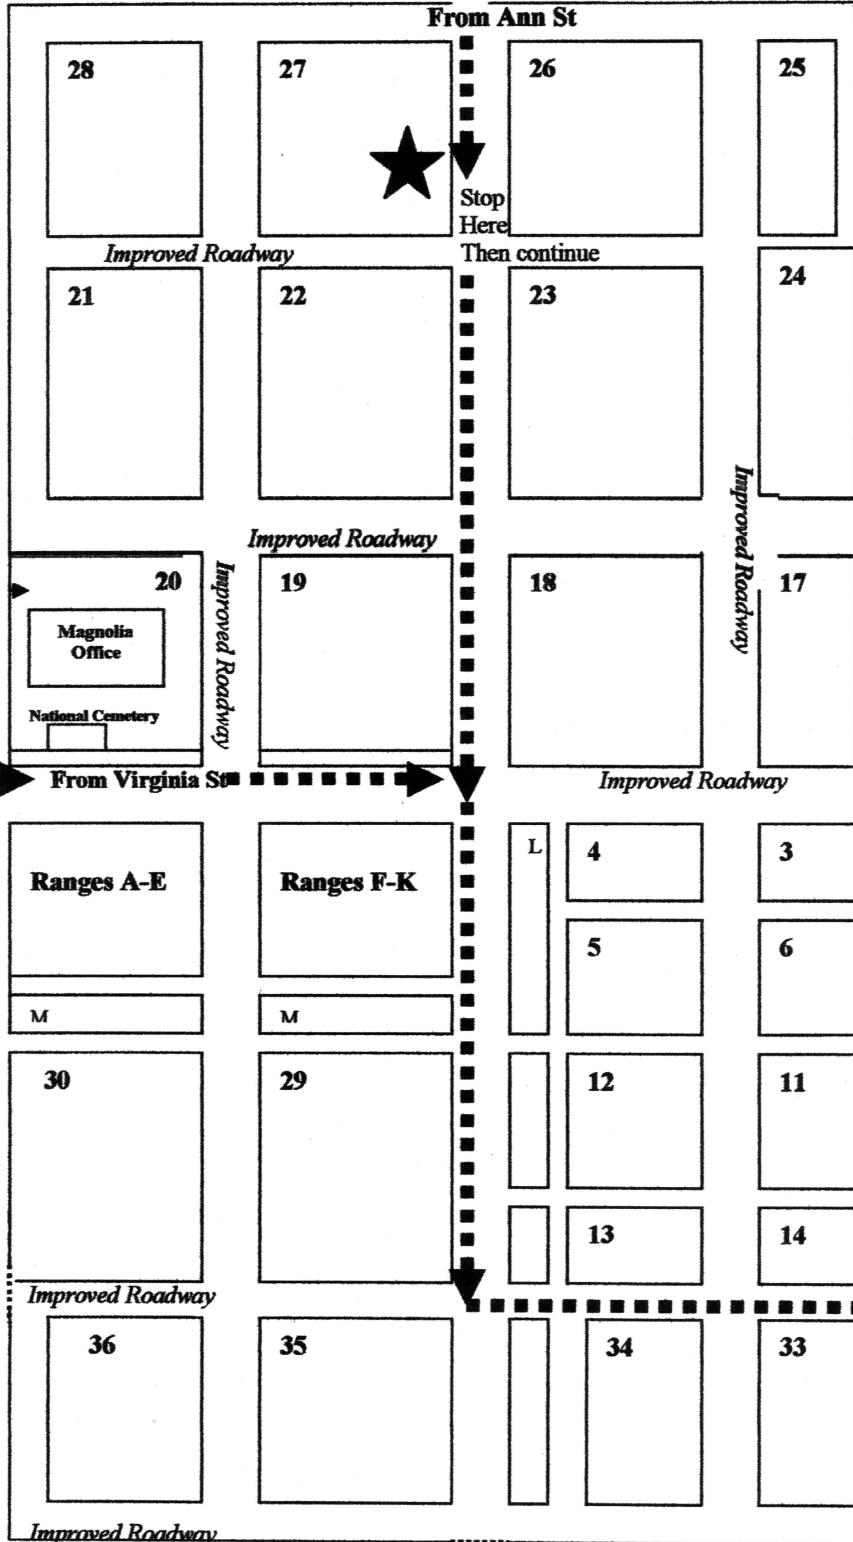 From Ann St
28
27
26
25
Stop
Here
Improved Roadway
Then continue
21
22
23
24
Improved Roadway
Improved Roadway
20
Improved Roadway
19
18
17
Magnolia
Office
National Cemetery
From Virginia St
Improved Roadway
Ranges A-E
Ranges F-K
L
4
3
5
6
M
M
30
29
12
11
13
14
Improved Roadway
36
35
34
33
Improved Roadway